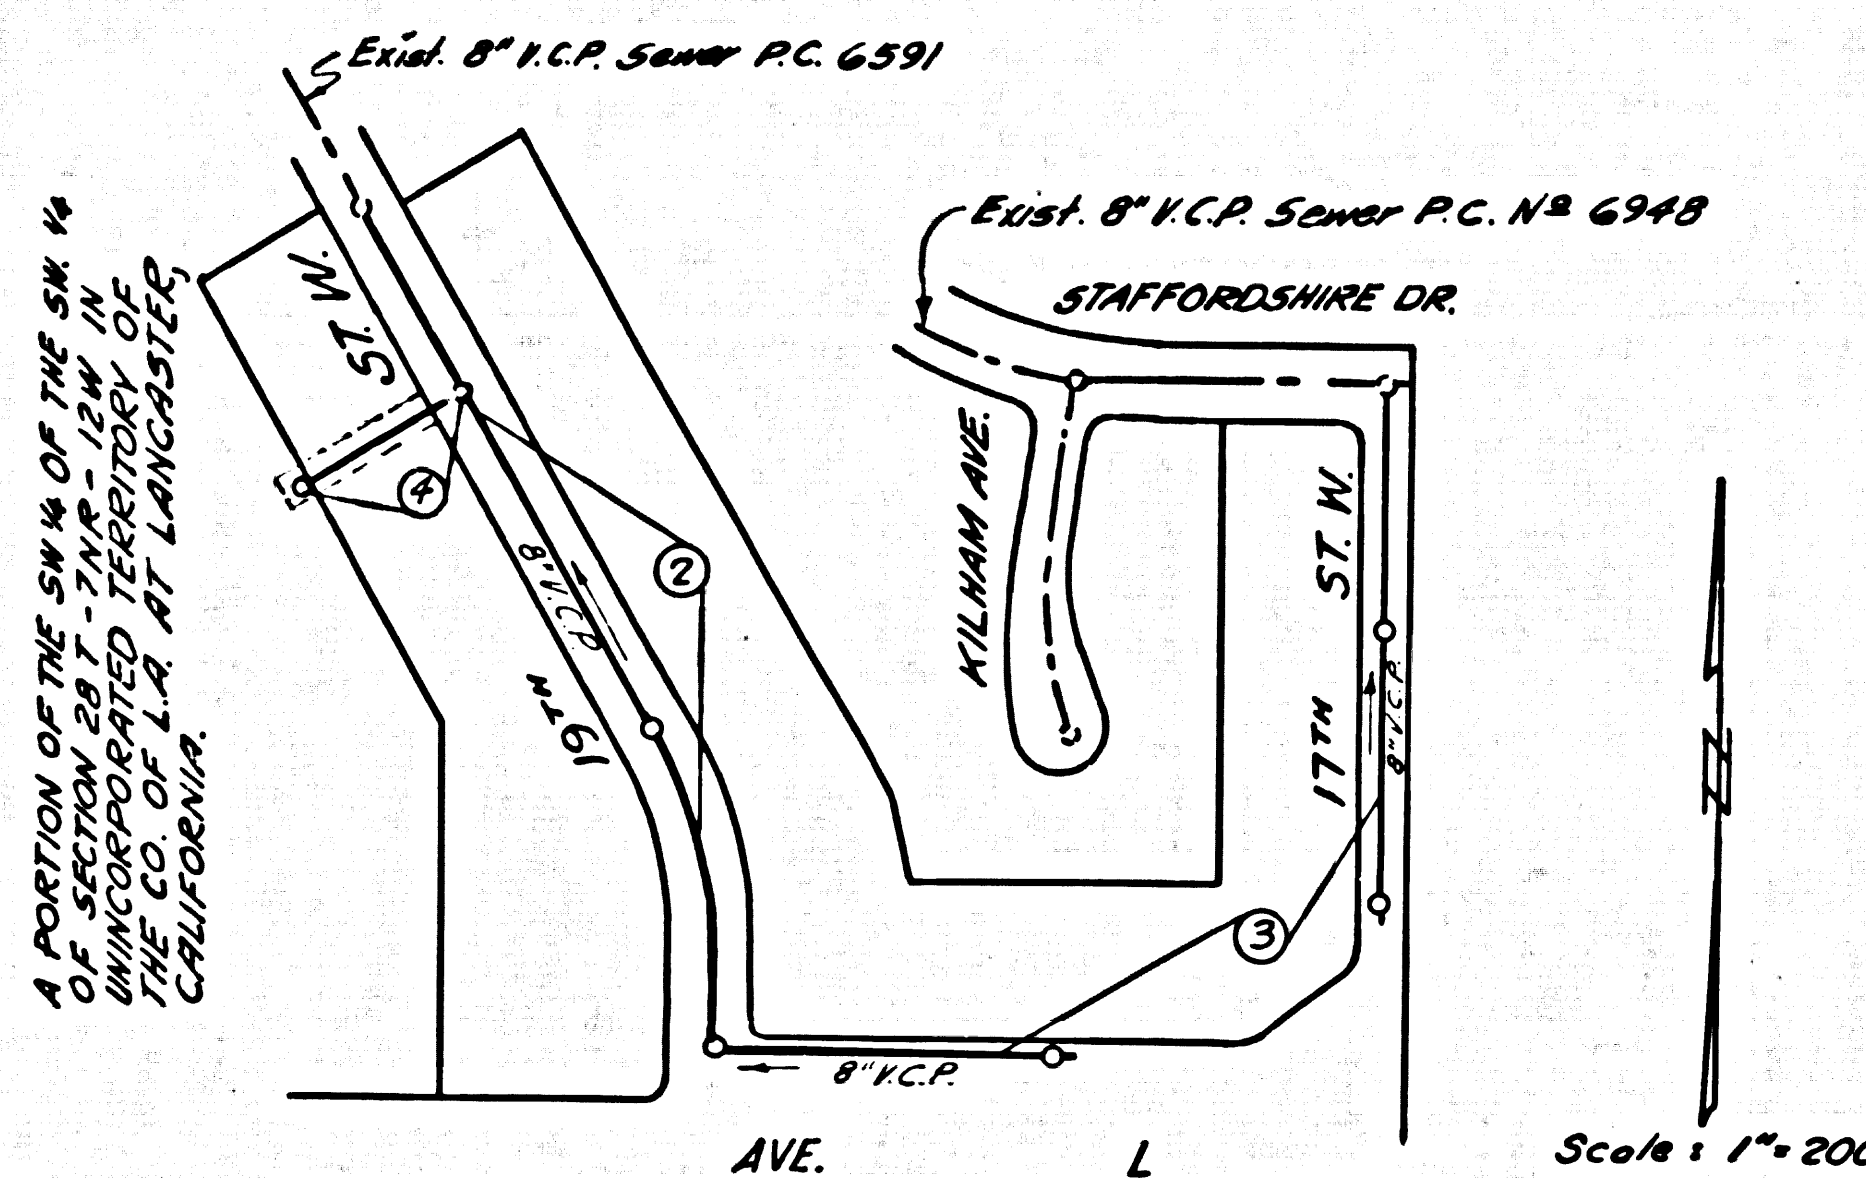 Exist. 8" V.C.P. Sewer P.C. 6591
Exist. 8" V.C.P. Sewer P.C. Nº 6948
STAFFORDSHIRE DR.
A PORTION OF THE SW ¼ OF THE SW. ¼
OF SECTION 28 T-7NR-12W IN
UNINCORPORATED TERRITORY OF
THE CO. OF L.A. AT LANCASTER,
CALIFORNIA.
19TH ST. W.
4
8" V.C.P.
2
KILHAM AVE.
17TH ST. W.
8" V.C.P.
3
8" V.C.P.
N
AVE. L
Scale: 1"= 200